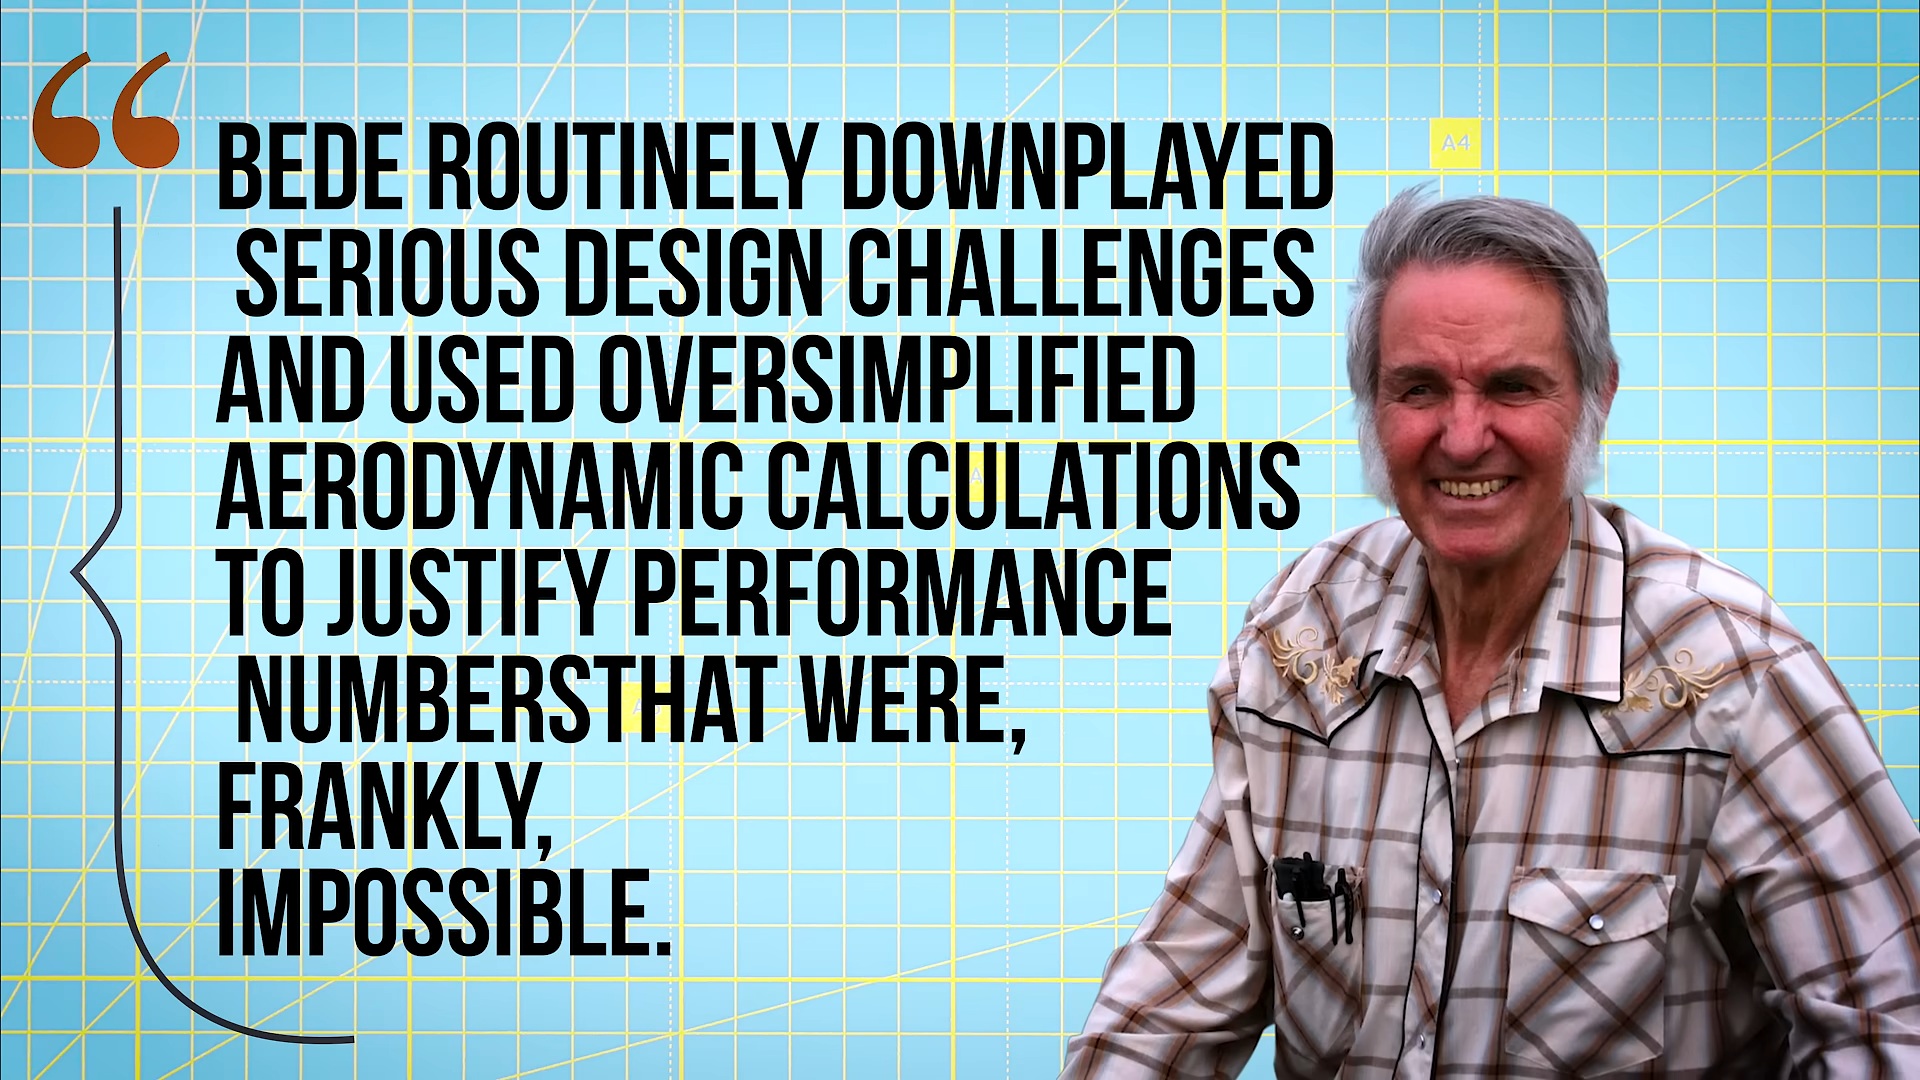 BEDE ROUTINELY DOWNPLAYED
SERIOUS DESIGN CHALLENGES
AND USED OVERSIMPLIFIED
AERODYNAMIC CALCULATIONS
TO JUSTIFY PERFORMANCE
NUMBERSTHAT WERE,
FRANKLY,
IMPOSSIBLE.
A4